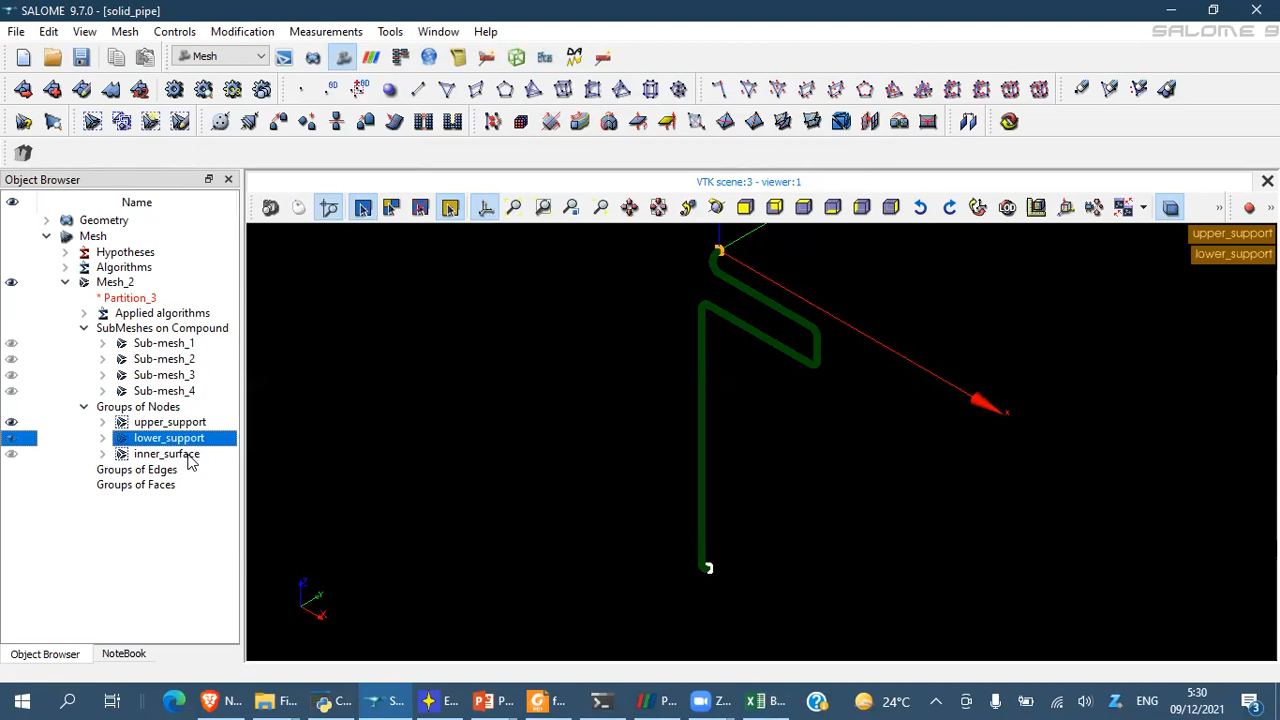 SALOME 9.7.0 - [solid_pipe]
File Edit View Mesh Controls Modification Measurements Tools Window Help
SALOME 9
Mesh
Object Browser
VTK scene:3 - viewer:1
Name
Geometry
Mesh
Hypotheses
Algorithms
Mesh_2
* Partition_3
Applied algorithms
SubMeshes on Compound
Sub-mesh_1
Sub-mesh_2
Sub-mesh_3
Sub-mesh_4
Groups of Nodes
upper_support
lower_support
inner_surface
Groups of Edges
Groups of Faces
upper_support
lower_support
x
Z
Y
X
Object Browser NoteBook
N... Fi... C... S... E... P... f... P... Z... B... 24°C ENG
5:30
09/12/2021
3